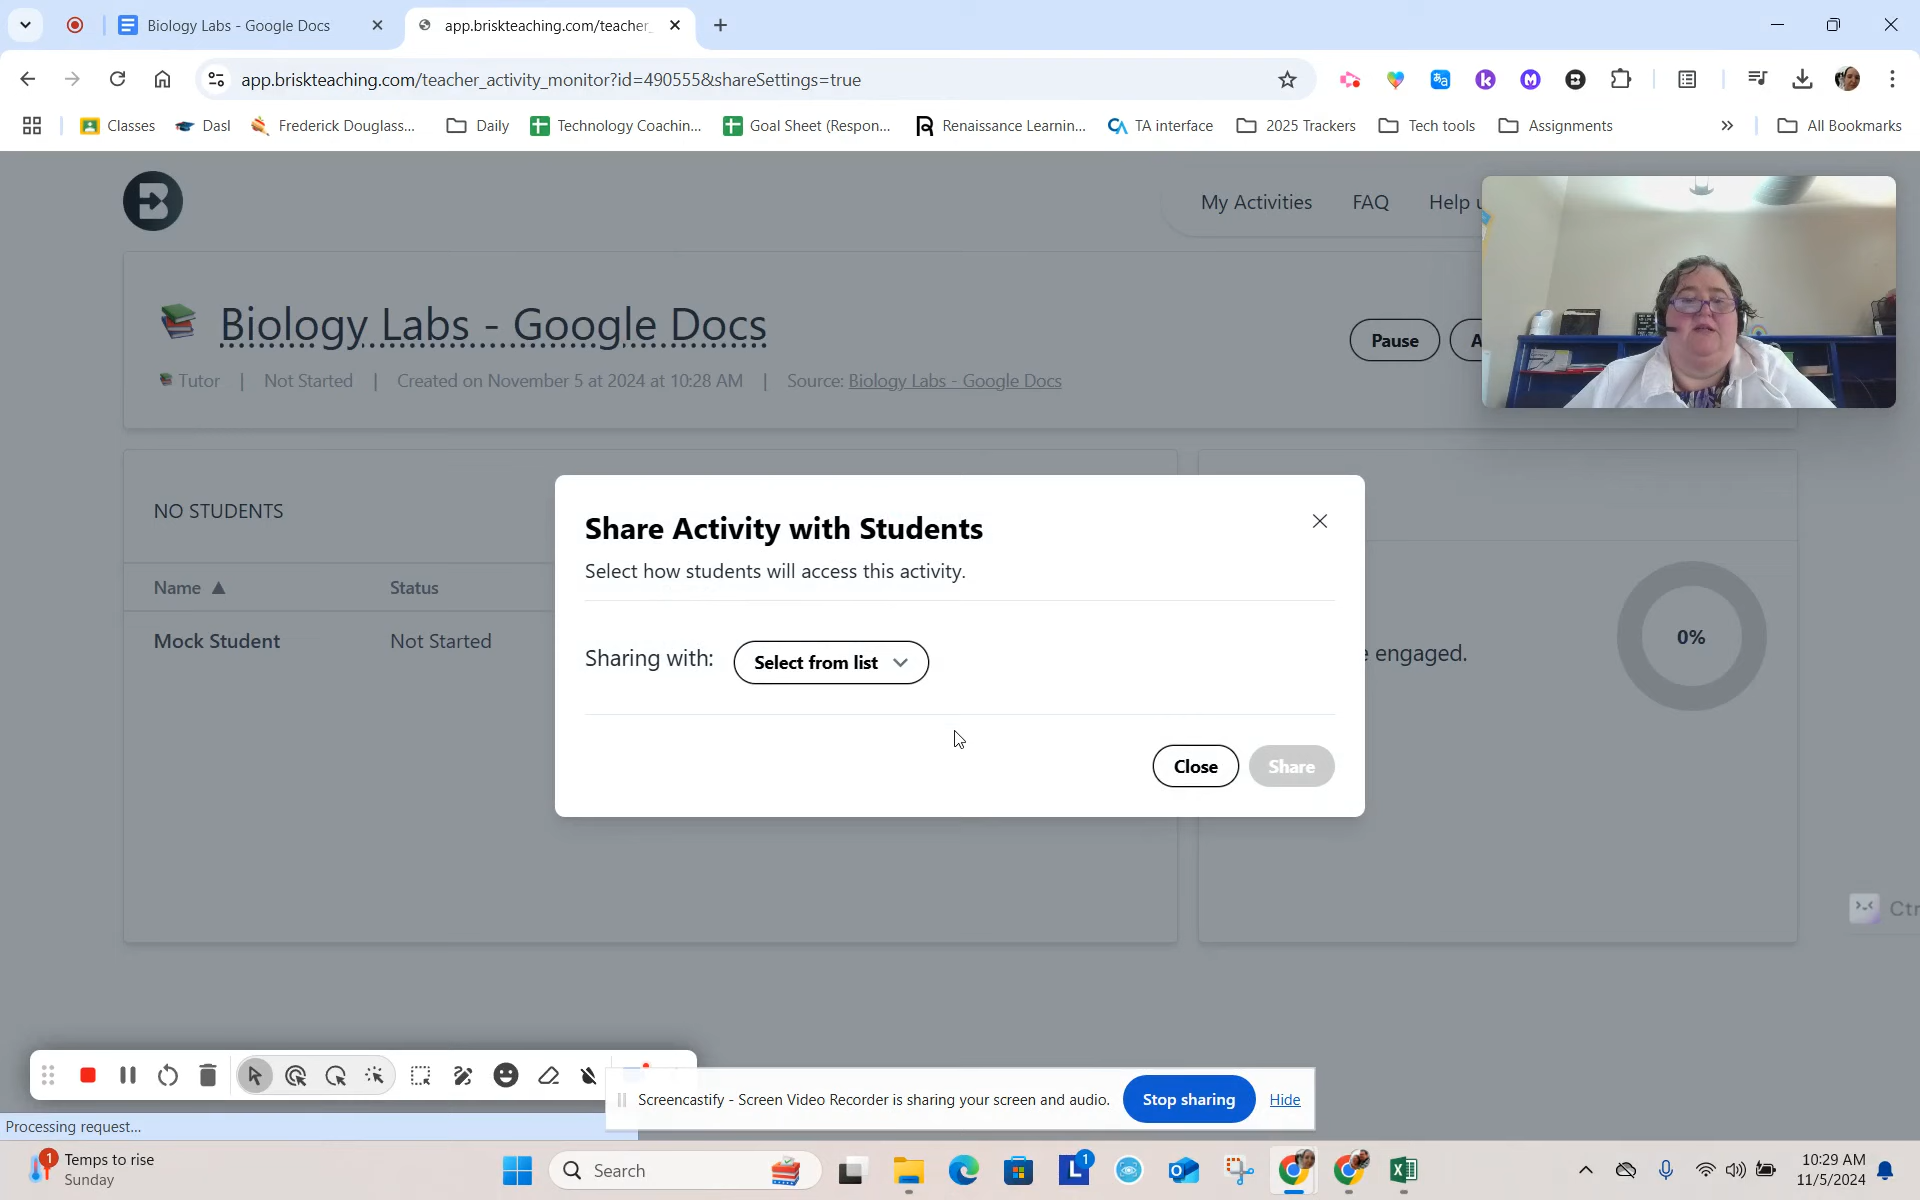 Biology Labs - Google Docs
app.briskteaching.com/teacher_
app.briskteaching.com/teacher_activity_monitor?id=490555&shareSettings=true
Classes
Dasl
Frederick Douglass...
Daily
Technology Coachin...
Goal Sheet (Respon...
Renaissance Learnin...
TA interface
2025 Trackers
Tech tools
Assignments
All Bookmarks
My Activities
FAQ
Help u
Biology Labs - Google Docs
Pause
A
Tutor | Not Started | Created on November 5 at 2024 at 10:28 AM | Source: Biology Labs - Google Docs
NO STUDENTS
Name ▲
Status
Mock Student
Not Started
Share Activity with Students
Select how students will access this activity.
Sharing with:
Select from list
Close
Share
e engaged.
0%
Ctr
Screencastify - Screen Video Recorder is sharing your screen and audio.
Stop sharing
Hide
Processing request...
1
Temps to rise
Sunday
Search
L
1
10:29 AM
11/5/2024